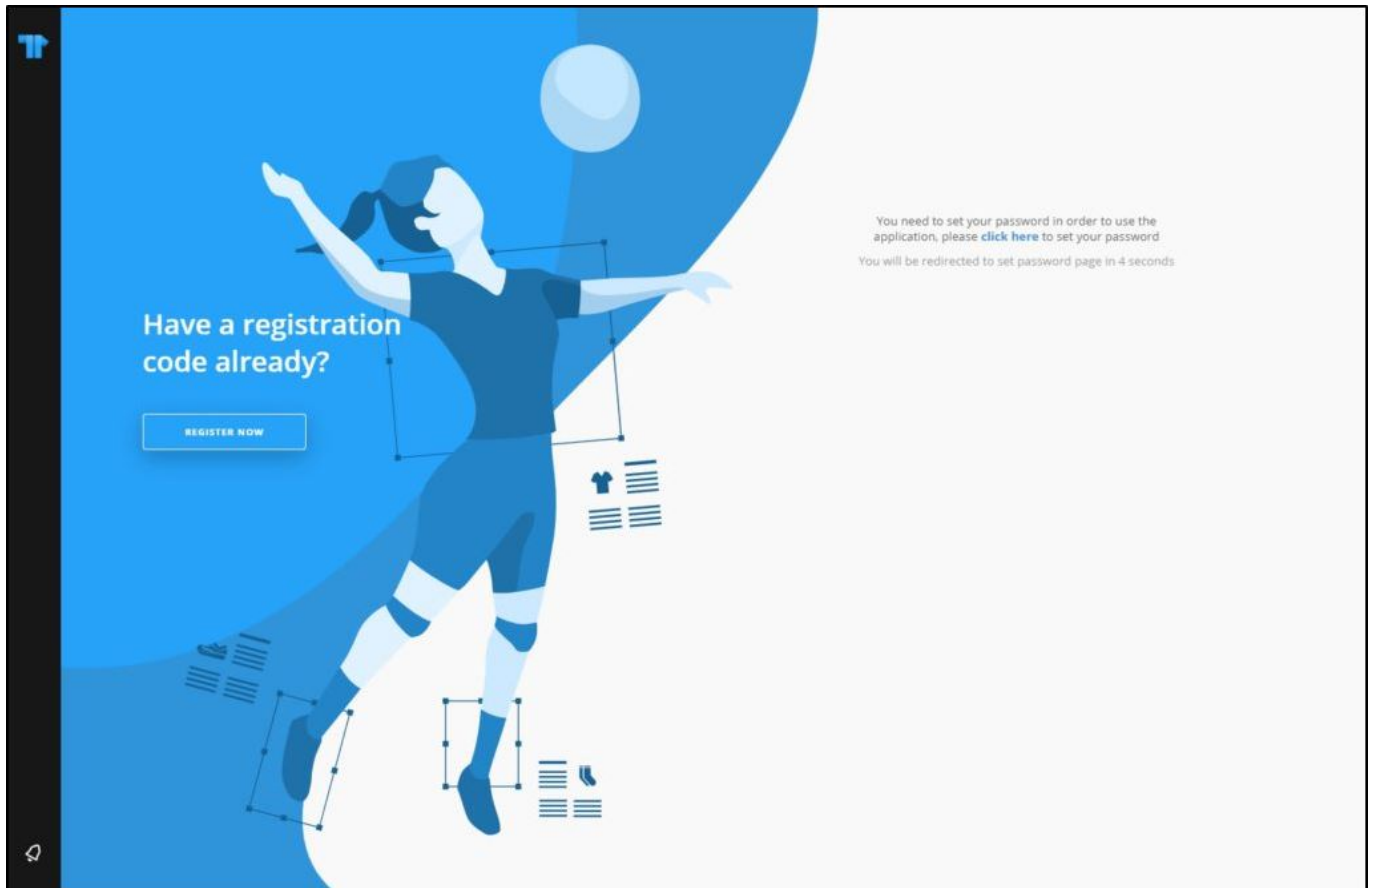 Have a registration
code already?
REGISTER NOW
You need to set your password in order to use the
application, please click here to set your password
You will be redirected to set password page in 4 seconds